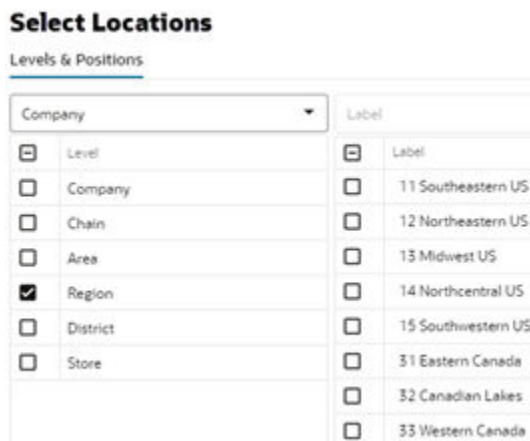 Select Locations
Levels & Positions
Company
Label
Level
Label
Company
11 Southeastern US
Chain
12 Northeastern US
Area
13 Midwest US
Region
14 Northcentral US
District
15 Southwestern US
Store
31 Eastern Canada
32 Canadian Lakes
33 Western Canada